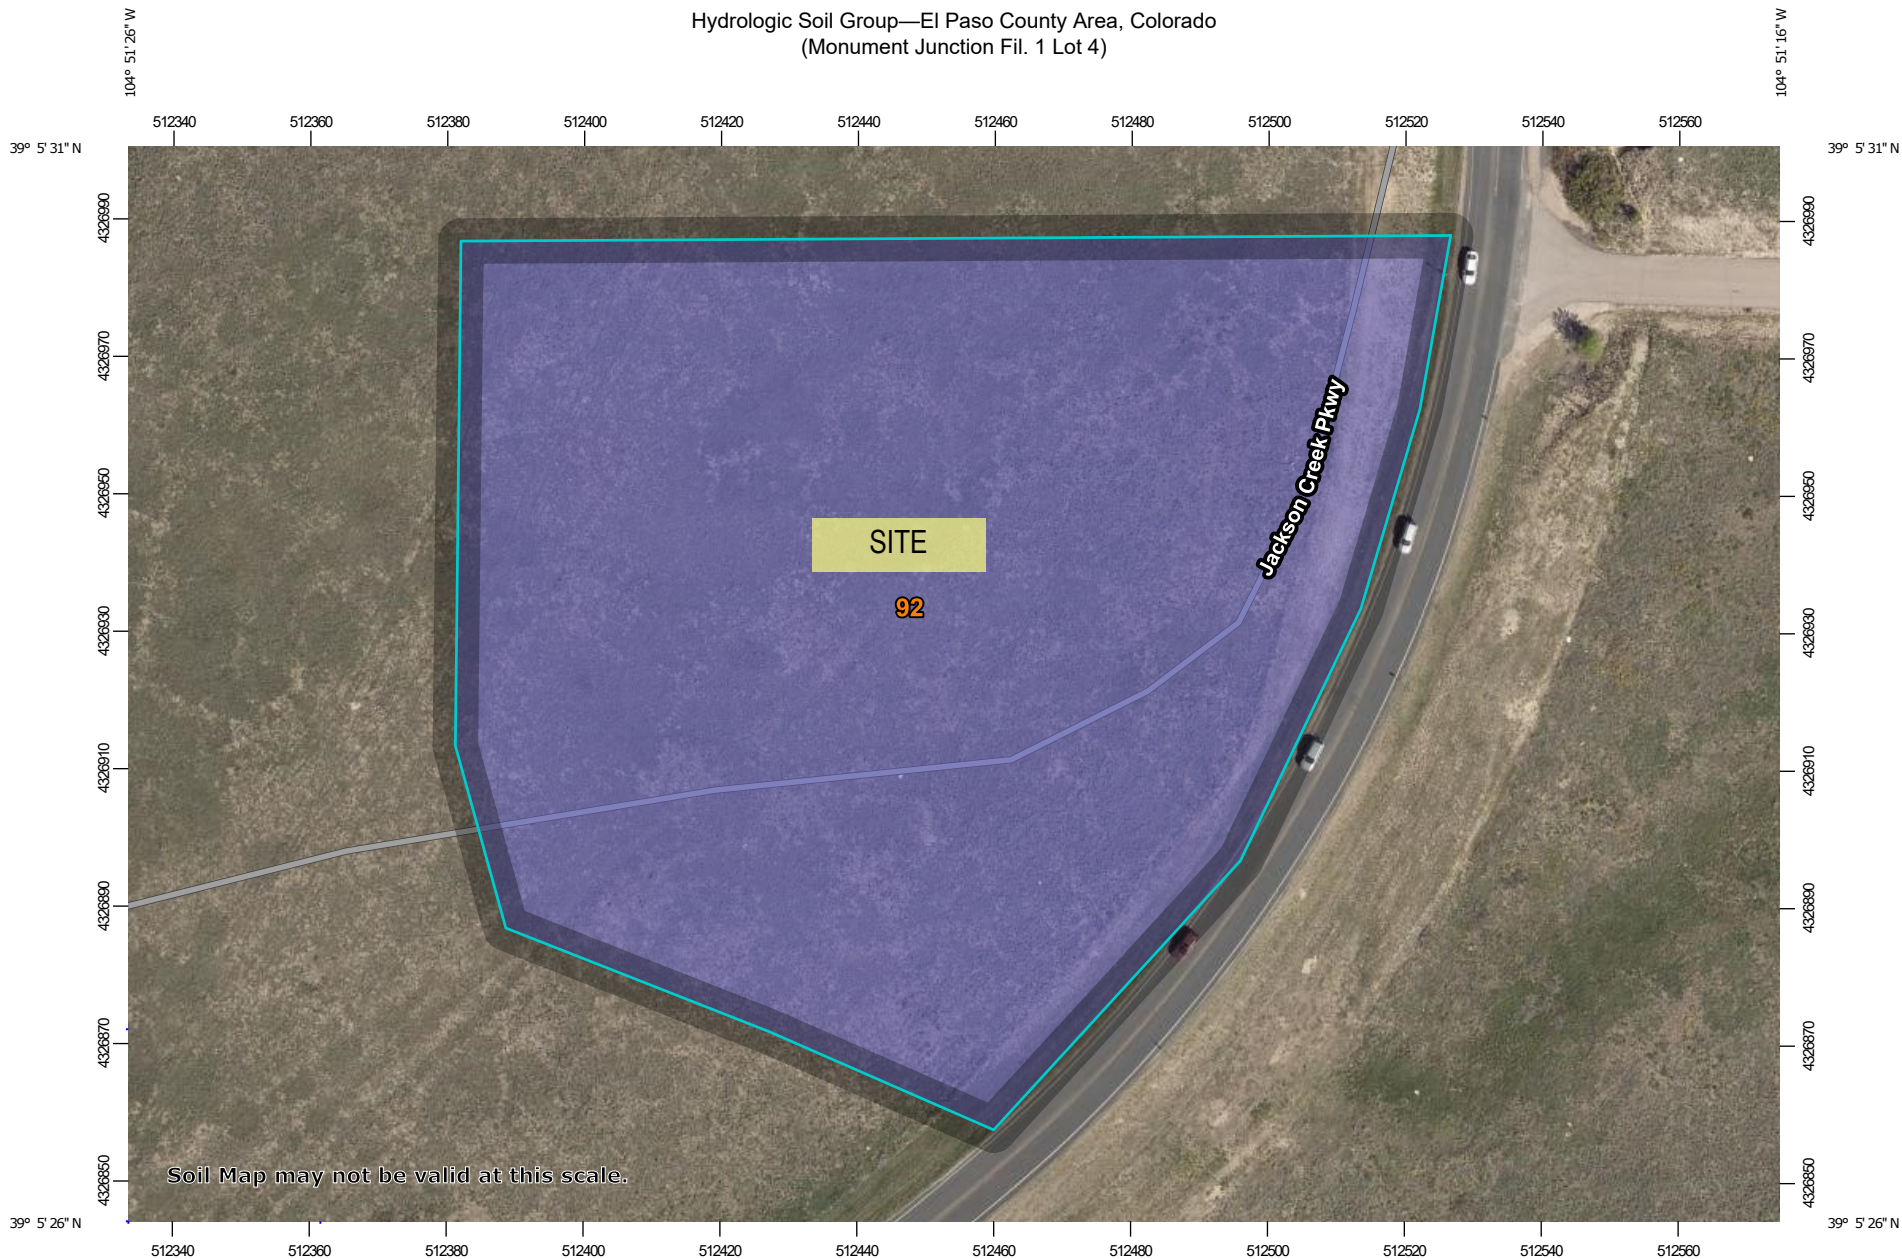 Hydrologic Soil Group—El Paso County Area, Colorado
(Monument Junction Fil. 1 Lot 4)
104° 51' 26" W
104° 51' 16" W
512340 512360 512380 512400 512420 512440 512460 512480 512500 512520 512540 512560
39° 5' 31" N
39° 5' 31" N
4326990
4326990
4326970
4326970
Jackson Creek Pkwy
4326950
4326950
SITE
92
4326930
4326930
4326910
4326910
4326890
4326890
4326870
4326870
4326850
4326850
Soil Map may not be valid at this scale.
39° 5' 26" N
39° 5' 26" N
512340 512360 512380 512400 512420 512440 512460 512480 512500 512520 512540 512560